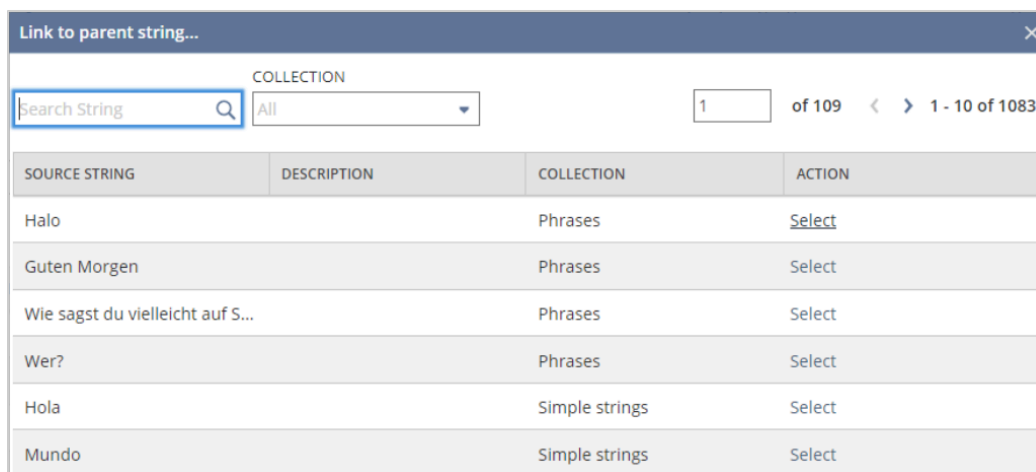 Link to parent string...
COLLECTION
Search String All 1 of 109 1 - 10 of 1083
SOURCE STRING DESCRIPTION COLLECTION ACTION
Halo Phrases Select
Guten Morgen Phrases Select
Wie sagst du vielleicht auf S... Phrases Select
Wer? Phrases Select
Hola Simple strings Select
Mundo Simple strings Select